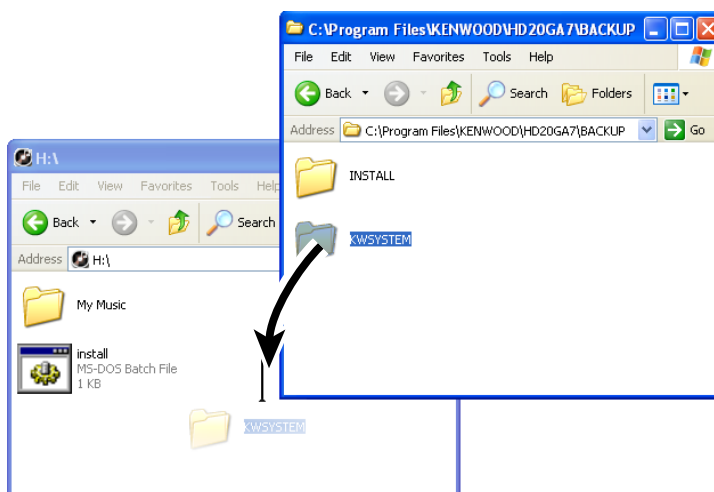 C:\Program Files\KENWOOD\HD20GA7\BACKUP
File Edit View Favorites Tools Help
Back Search Folders
Address C:\Program Files\KENWOOD\HD20GA7\BACKUP Go
INSTALL
KWSYSTEM
H:\
File Edit View Favorites Tools Help
Back Search
Address H:\
My Music
install
MS-DOS Batch File
1 KB
KWSYSTEM